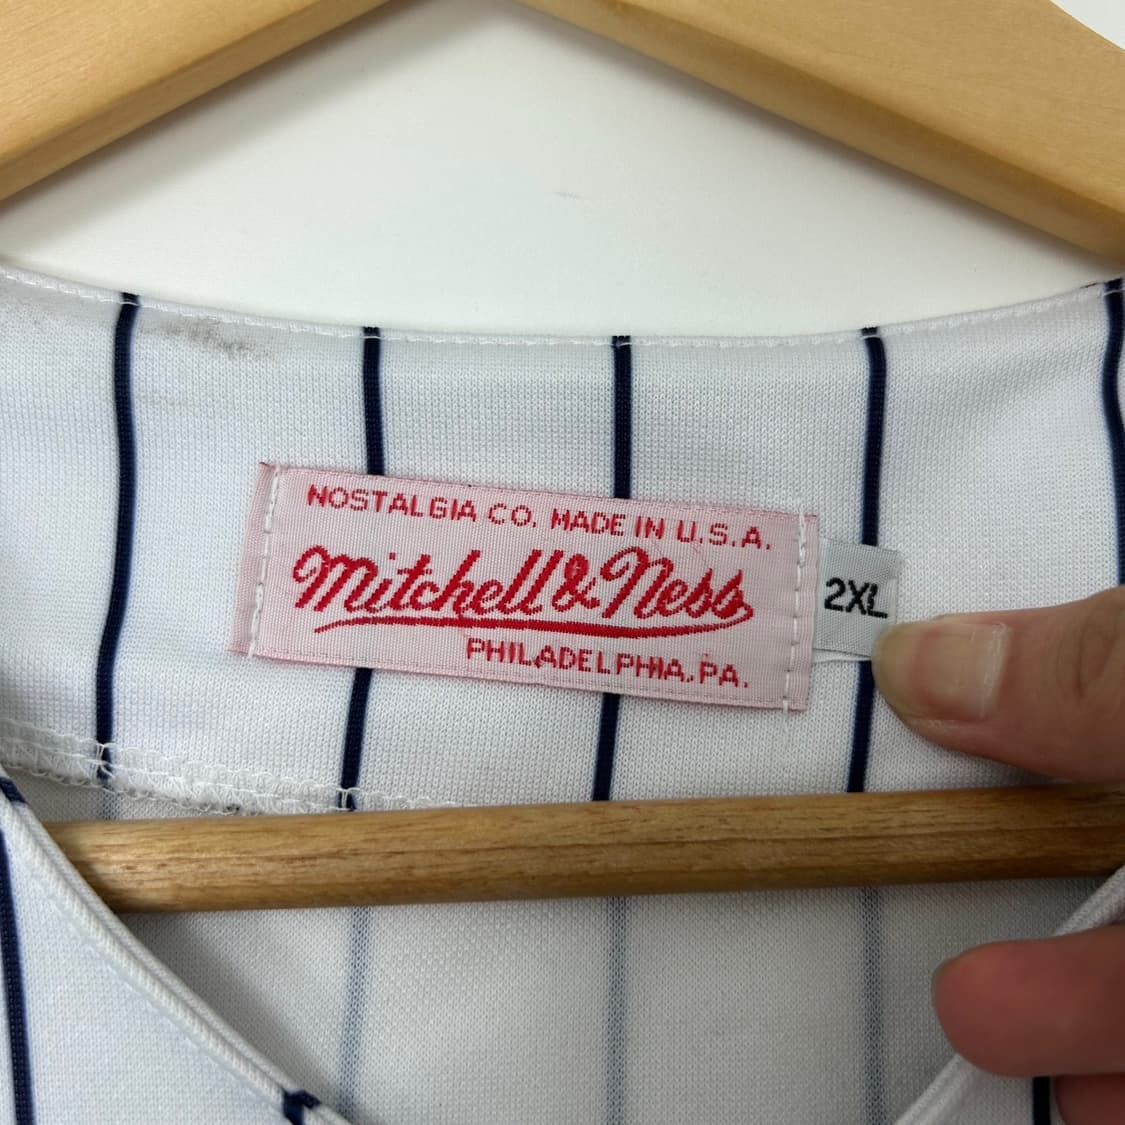 NOSTALGIA CO. MADE IN U.S.A.
Mitchell & Ness
PHILADELPHIA, PA.
2XL